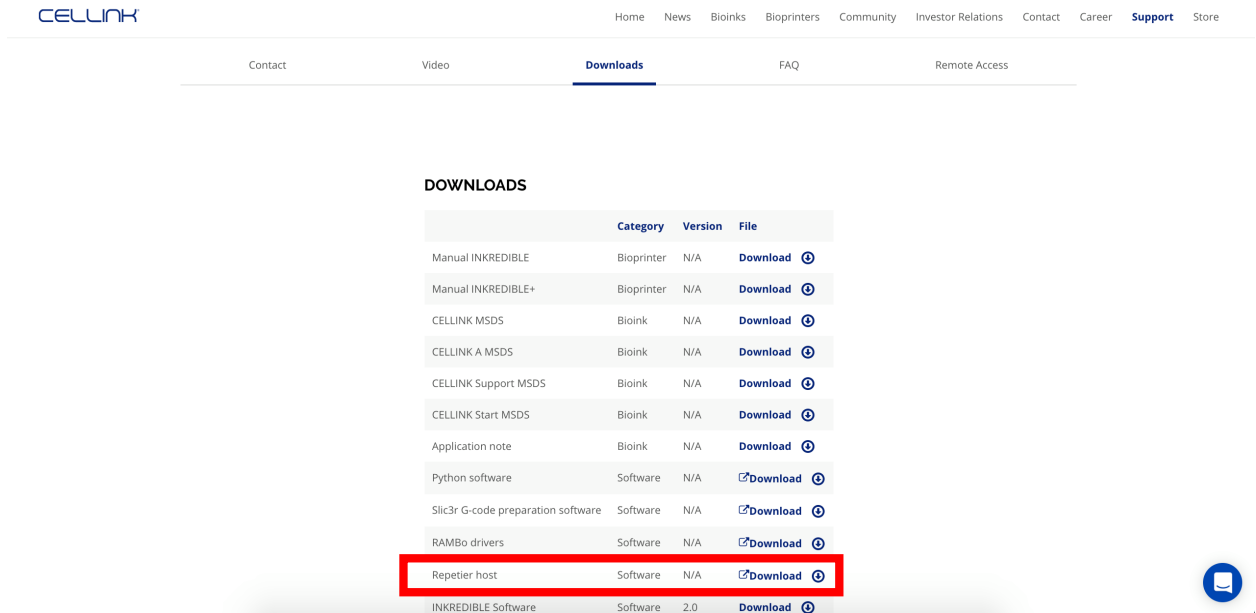 CELLINK
Home News Bioinks Bioprinters Community Investor Relations Contact Career Support Store
Contact Video Downloads FAQ Remote Access
DOWNLOADS
Category Version File
Manual INKREDIBLE Bioprinter N/A Download
Manual INKREDIBLE+ Bioprinter N/A Download
CELLINK MSDS Bioink N/A Download
CELLINK A MSDS Bioink N/A Download
CELLINK Support MSDS Bioink N/A Download
CELLINK Start MSDS Bioink N/A Download
Application note Bioink N/A Download
Python software Software N/A Download
Slic3r G-code preparation software Software N/A Download
RAMBo drivers Software N/A Download
Repetier host Software N/A Download
INKREDIBLE Software Software 2.0 Download